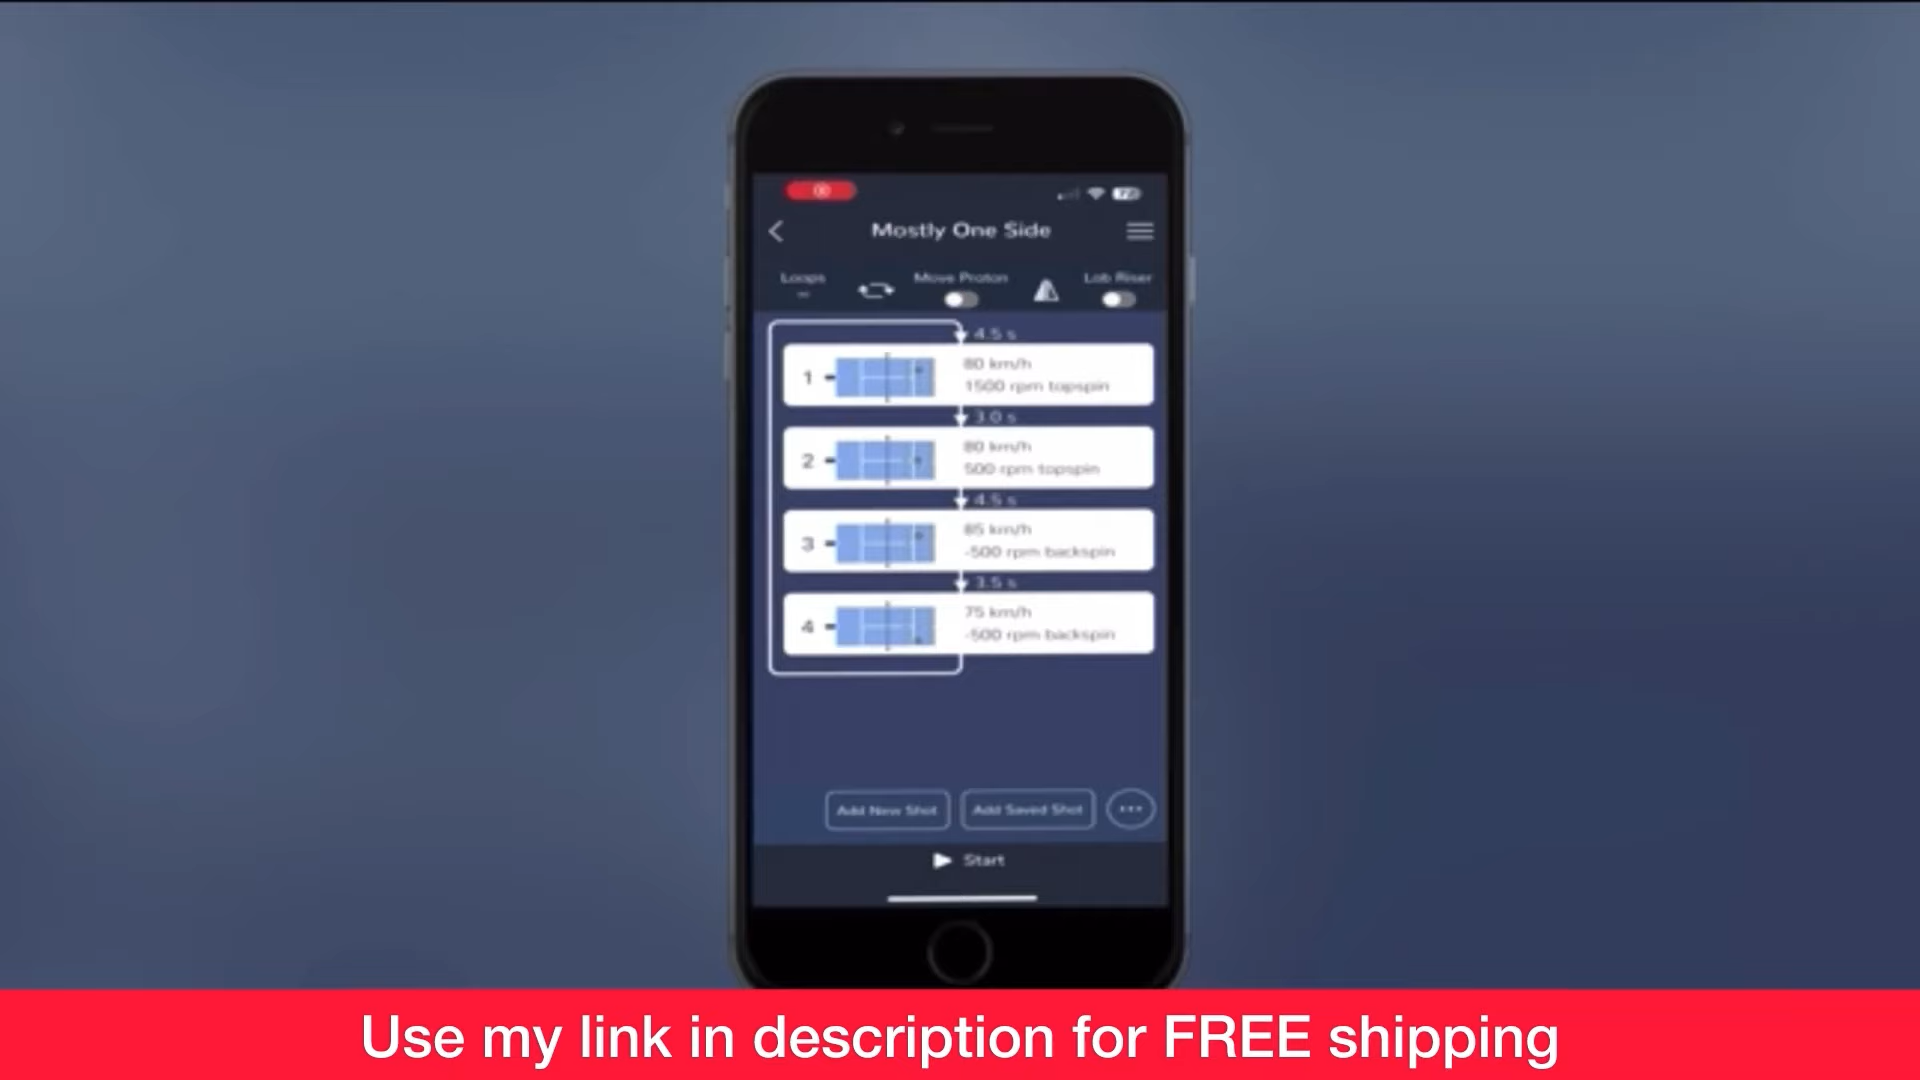 72
Mostly One Side
Loops
Move Proton
Lob Riser
4.5 s
1
80 km/h
1500 rpm topspin
3.0 s
2
80 km/h
500 rpm topspin
4.5 s
3
85 km/h
-500 rpm backspin
3.5 s
4
75 km/h
-500 rpm backspin
Add New Shot
Add Saved Shot
Start
Use my link in description for FREE shipping